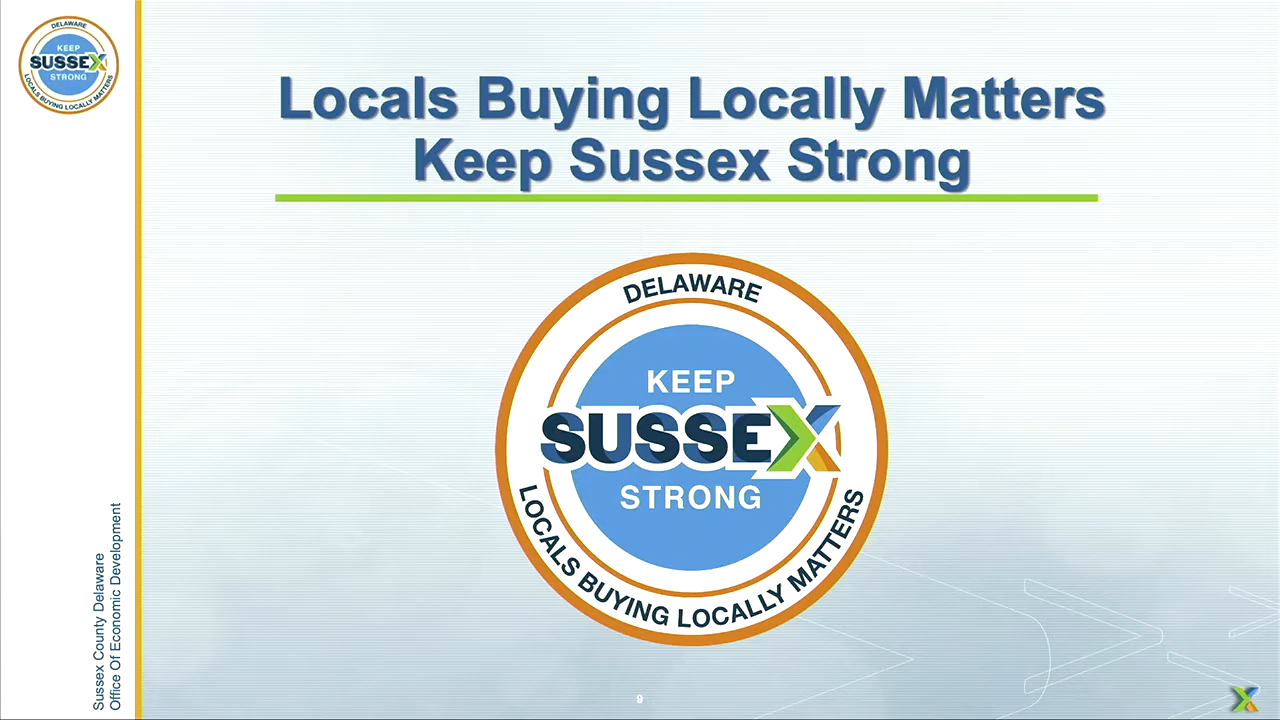 DELAWARE
KEEP
SUSSEX
STRONG
LOCALS BUYING LOCALLY MATTERS
Locals Buying Locally Matters
Keep Sussex Strong
DELAWARE
KEEP
SUSSEX
STRONG
LOCALS BUYING LOCALLY MATTERS
Sussex County Delaware
Office Of Economic Development
9
X